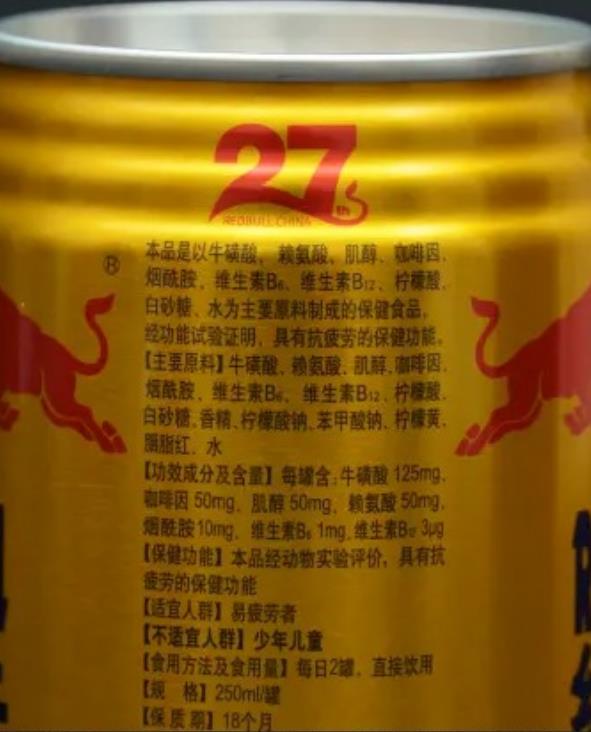 27
th
REDBULL CHINA
®
本品是以牛磺酸、赖氨酸、肌醇、咖啡因、
烟酰胺、维生素B₆、维生素B₁₂、柠檬酸、
白砂糖、水为主要原料制成的保健食品，
经功能试验证明，具有抗疲劳的保健功能。
【主要原料】牛磺酸、赖氨酸、肌醇、咖啡因、
烟酰胺、维生素B₆、维生素B₁₂、柠檬酸、
白砂糖、香精、柠檬酸钠、苯甲酸钠、柠檬黄、
胭脂红、水
【功效成分及含量】每罐含：牛磺酸 125mg、
咖啡因 50mg、肌醇 50mg、赖氨酸 50mg、
烟酰胺 10mg、维生素B₆ 1mg、维生素B₁₂ 3μg
【保健功能】本品经动物实验评价，具有抗
疲劳的保健功能
【适宜人群】易疲劳者
【不适宜人群】少年儿童
【食用方法及食用量】每日2罐，直接饮用
【规 格】250ml/罐
【保质期】18个月